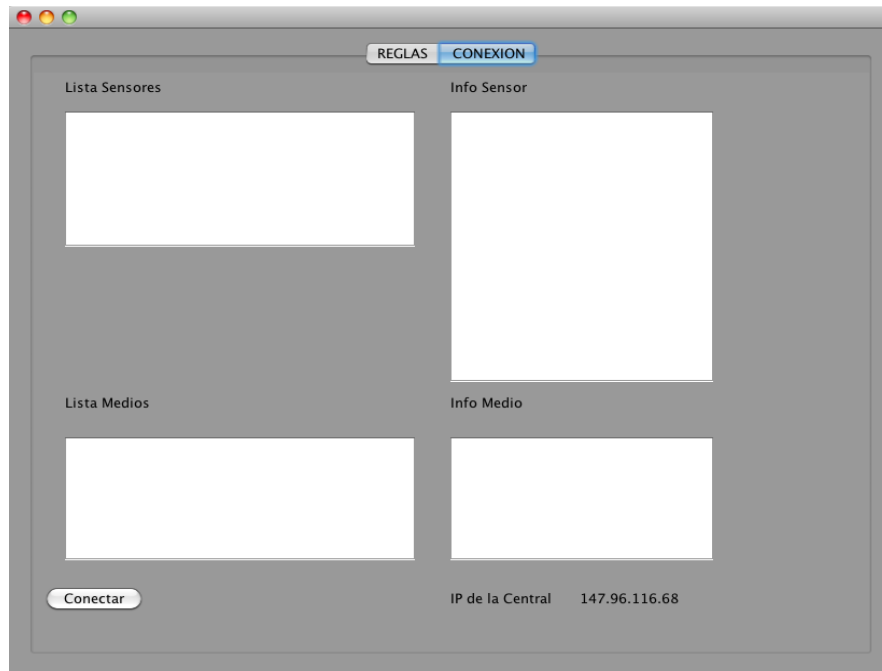 REGLAS CONEXION
Lista Sensores
Info Sensor
Lista Medios
Info Medio
Conectar
IP de la Central 147.96.116.68